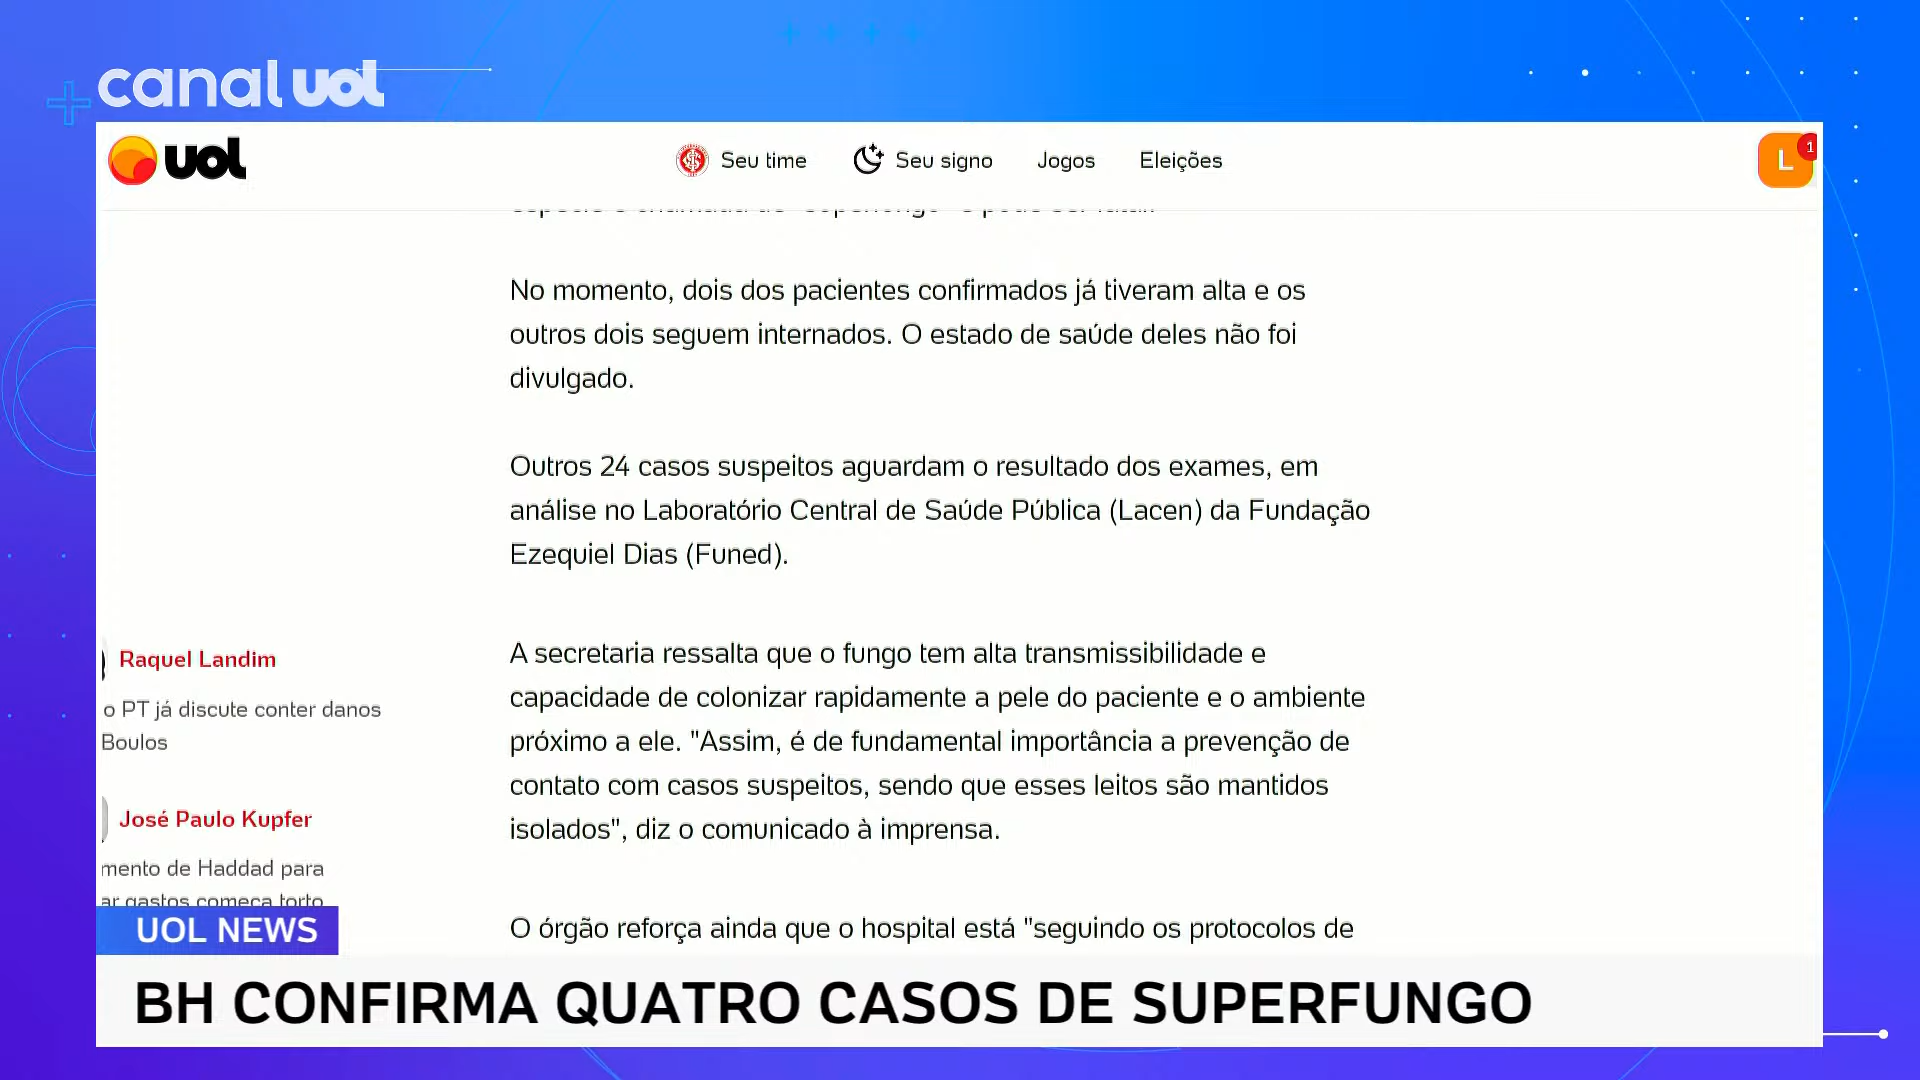 canal uol
uol
Seu time
Seu signo
Jogos
Eleições
L
1
No momento, dois dos pacientes confirmados já tiveram alta e os
outros dois seguem internados. O estado de saúde deles não foi
divulgado.
Outros 24 casos suspeitos aguardam o resultado dos exames, em
análise no Laboratório Central de Saúde Pública (Lacen) da Fundação
Ezequiel Dias (Funed).
A secretaria ressalta que o fungo tem alta transmissibilidade e
capacidade de colonizar rapidamente a pele do paciente e o ambiente
próximo a ele. "Assim, é de fundamental importância a prevenção de
contato com casos suspeitos, sendo que esses leitos são mantidos
isolados", diz o comunicado à imprensa.
O órgão reforça ainda que o hospital está "seguindo os protocolos de
Raquel Landim
o PT já discute conter danos
Boulos
José Paulo Kupfer
mento de Haddad para
ar gastos começa torto
UOL NEWS
BH CONFIRMA QUATRO CASOS DE SUPERFUNGO